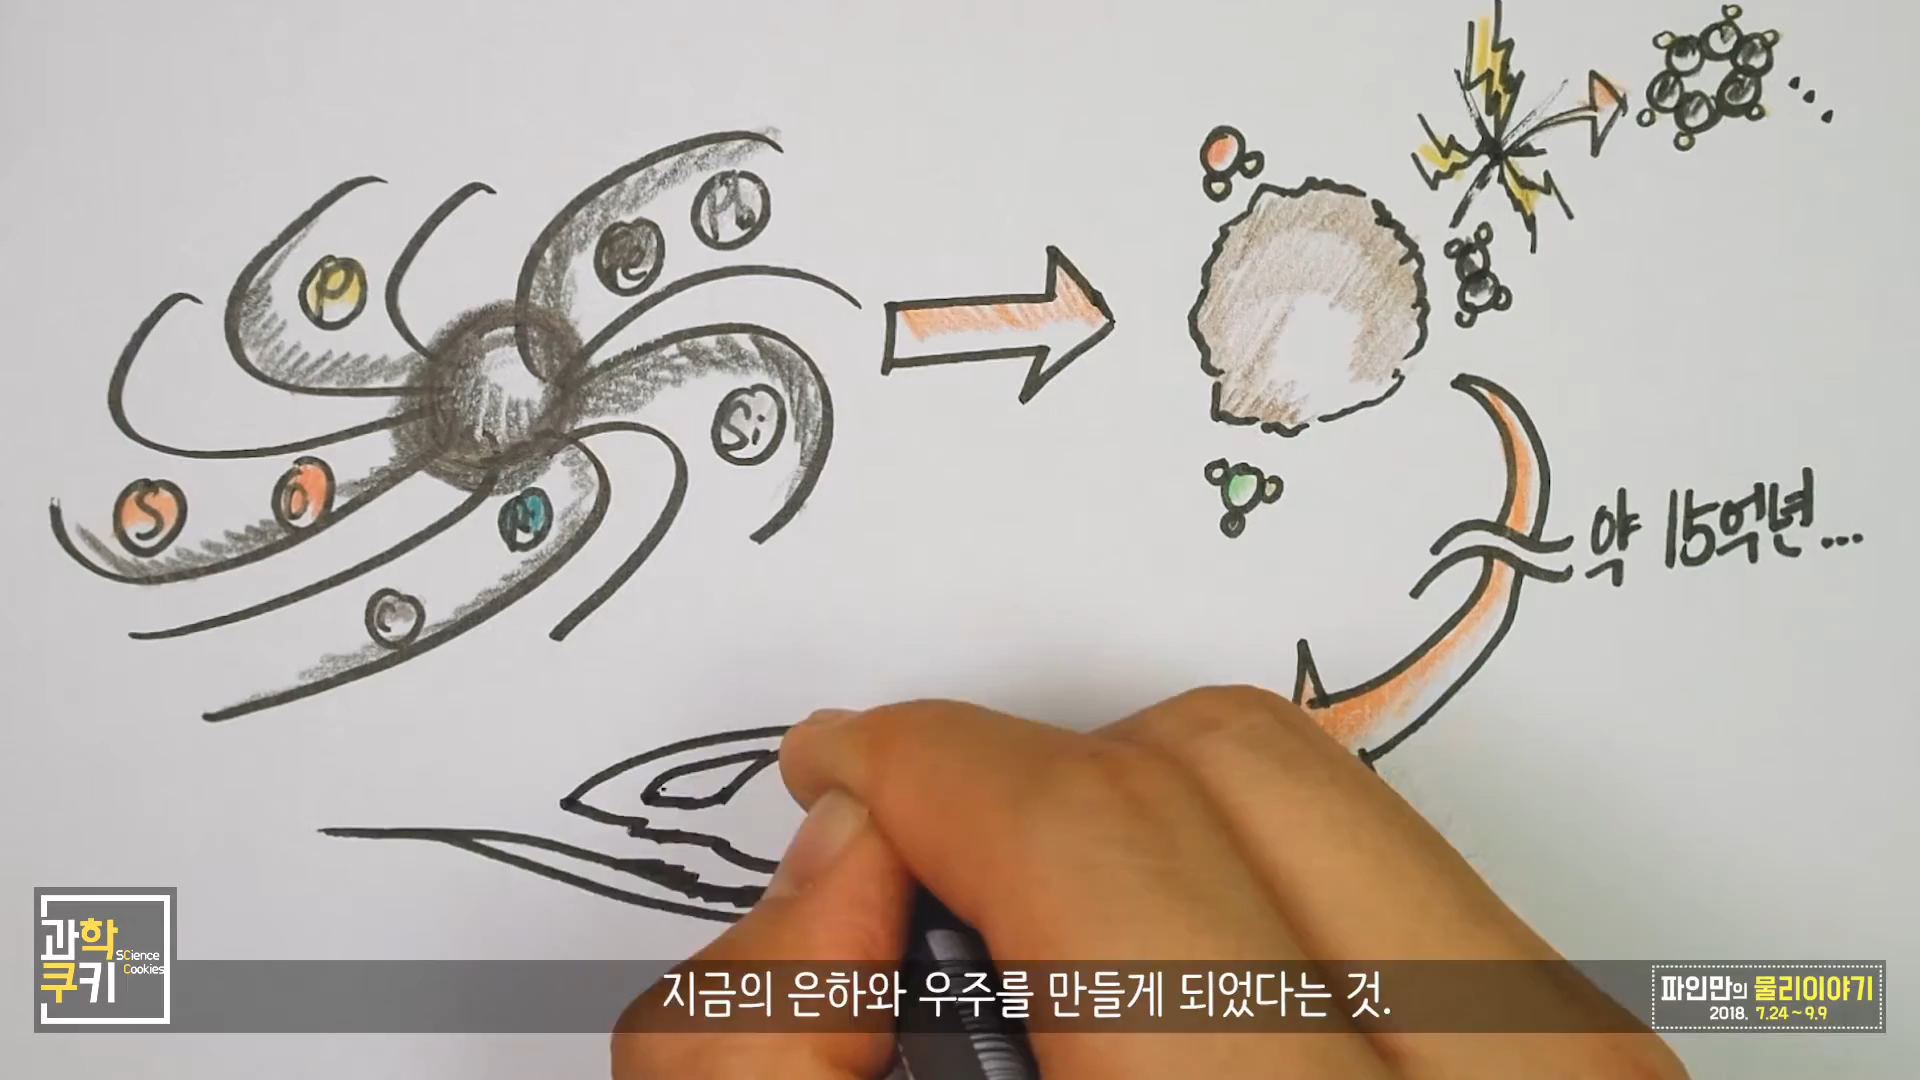 P
Si
S
O
N
C
약 15억년...
과학
쿠키
Science
Cookies
지금의 은하와 우주를 만들게 되었다는 것.
파인만의 물리이야기
2018. 7.24 ~ 9.9